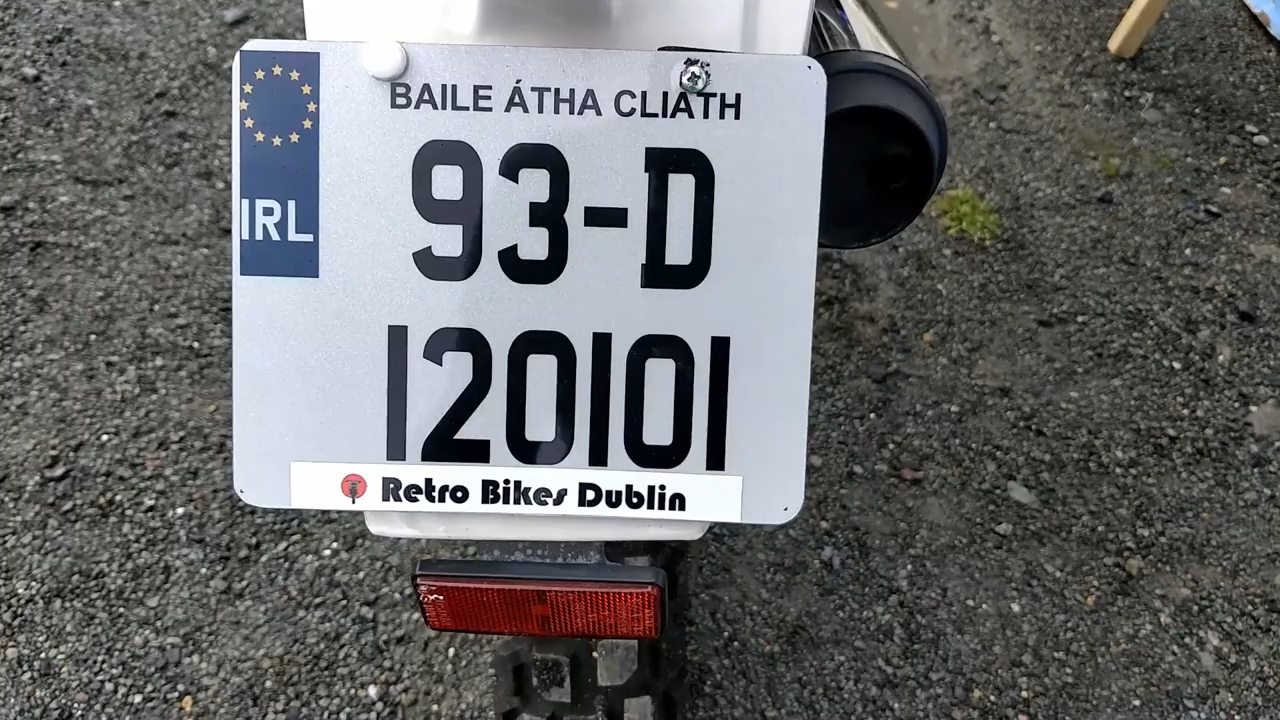 BAILE ÁTHA CLIATH
IRL
93-D
120101
Retro Bikes Dublin